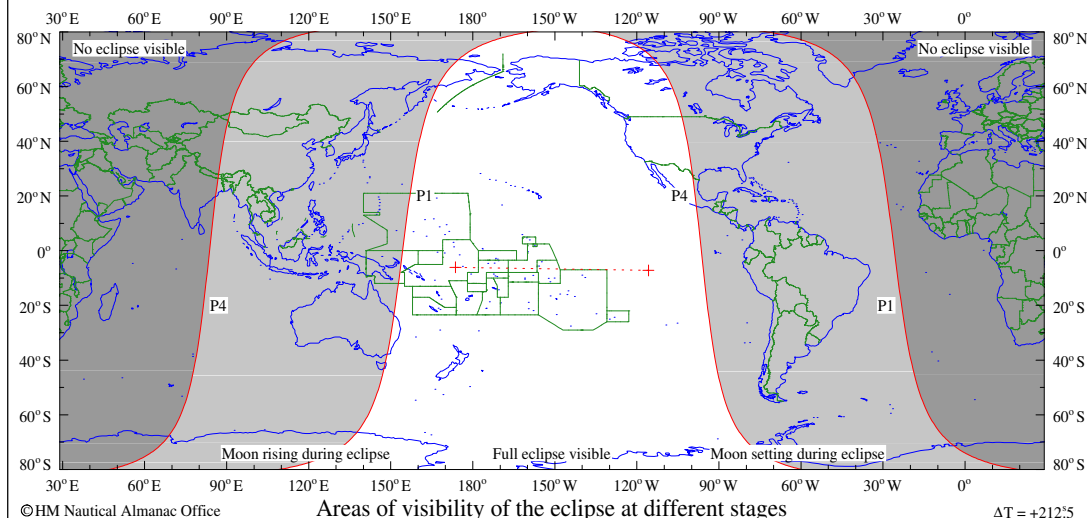 30° E 60° E 90° E 120° E 150° E 180° 150° W 120° W 90° W 60° W 30° W 0°
80° N No eclipse visible No eclipse visible 80° N
60° N 60° N
40° N 40° N
20° N P1 P4 20° N
0° 0°
20° S P4 P1 20° S
40° S 40° S
60° S 60° S
Moon rising during eclipse Full eclipse visible Moon setting during eclipse
80° S 80° S
30° E 60° E 90° E 120° E 150° E 180° 150° W 120° W 90° W 60° W 30° W 0°
© HM Nautical Almanac Office Areas of visibility of the eclipse at different stages ΔT = +212ˢ5